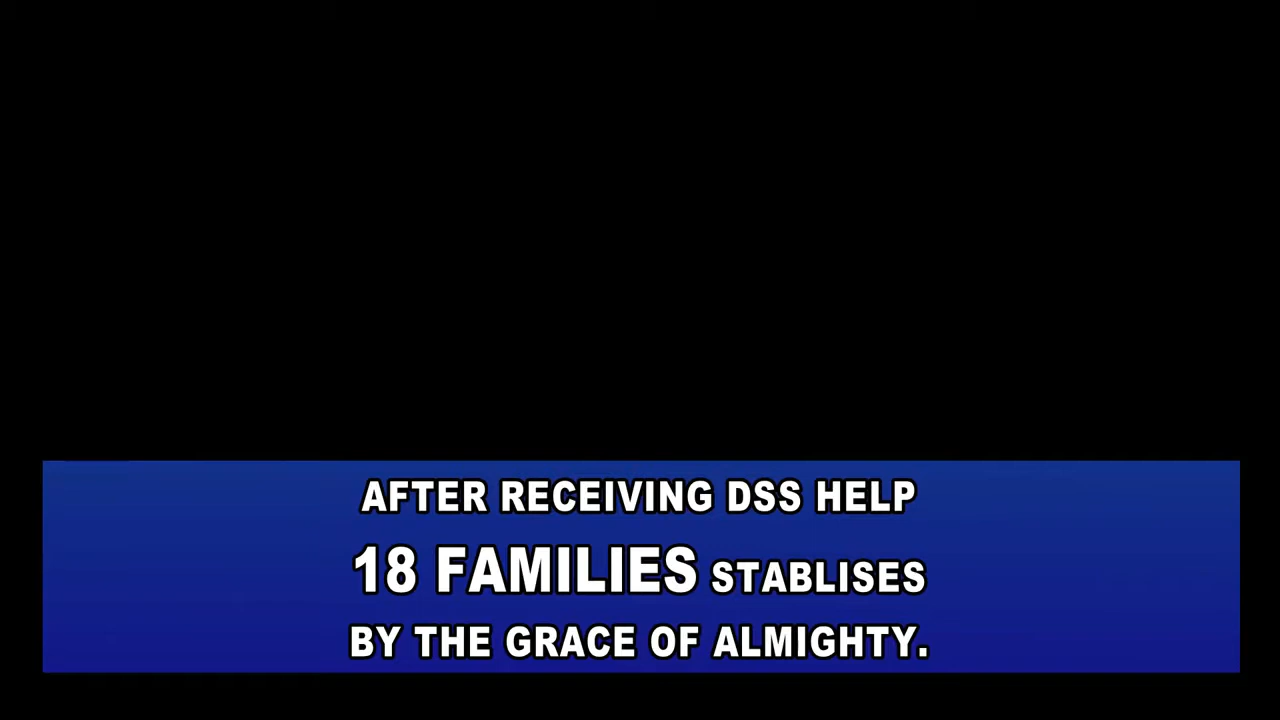 AFTER RECEIVING DSS HELP
18 FAMILIES STABLISES
BY THE GRACE OF ALMIGHTY.